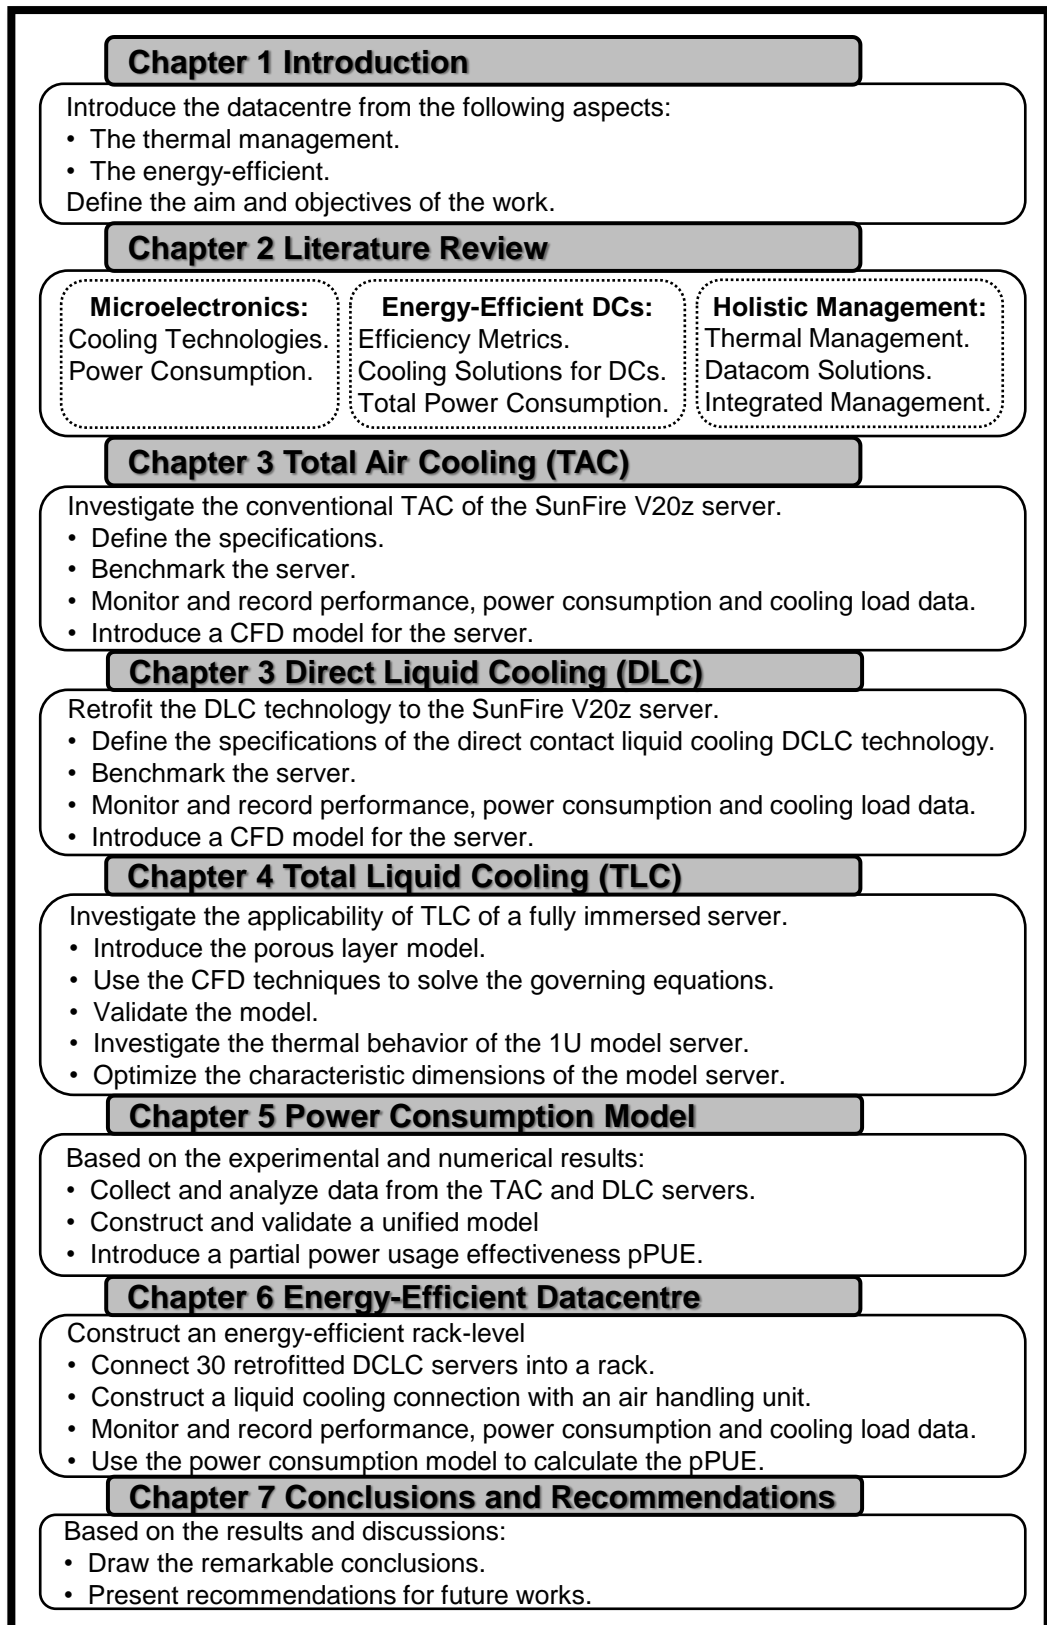 Chapter 1 Introduction
Introduce the datacentre from the following aspects:
• The thermal management.
• The energy-efficient.
Define the aim and objectives of the work.
Chapter 2 Literature Review
Microelectronics:
Cooling Technologies.
Power Consumption.
Energy-Efficient DCs:
Efficiency Metrics.
Cooling Solutions for DCs.
Total Power Consumption.
Holistic Management:
Thermal Management.
Datacom Solutions.
Integrated Management.
Chapter 3 Total Air Cooling (TAC)
Investigate the conventional TAC of the SunFire V20z server.
• Define the specifications.
• Benchmark the server.
• Monitor and record performance, power consumption and cooling load data.
• Introduce a CFD model for the server.
Chapter 3 Direct Liquid Cooling (DLC)
Retrofit the DLC technology to the SunFire V20z server.
• Define the specifications of the direct contact liquid cooling DCLC technology.
• Benchmark the server.
• Monitor and record performance, power consumption and cooling load data.
• Introduce a CFD model for the server.
Chapter 4 Total Liquid Cooling (TLC)
Investigate the applicability of TLC of a fully immersed server.
• Introduce the porous layer model.
• Use the CFD techniques to solve the governing equations.
• Validate the model.
• Investigate the thermal behavior of the 1U model server.
• Optimize the characteristic dimensions of the model server.
Chapter 5 Power Consumption Model
Based on the experimental and numerical results:
• Collect and analyze data from the TAC and DLC servers.
• Construct and validate a unified model
• Introduce a partial power usage effectiveness pPUE.
Chapter 6 Energy-Efficient Datacentre
Construct an energy-efficient rack-level
• Connect 30 retrofitted DCLC servers into a rack.
• Construct a liquid cooling connection with an air handling unit.
• Monitor and record performance, power consumption and cooling load data.
• Use the power consumption model to calculate the pPUE.
Chapter 7 Conclusions and Recommendations
Based on the results and discussions:
• Draw the remarkable conclusions.
• Present recommendations for future works.